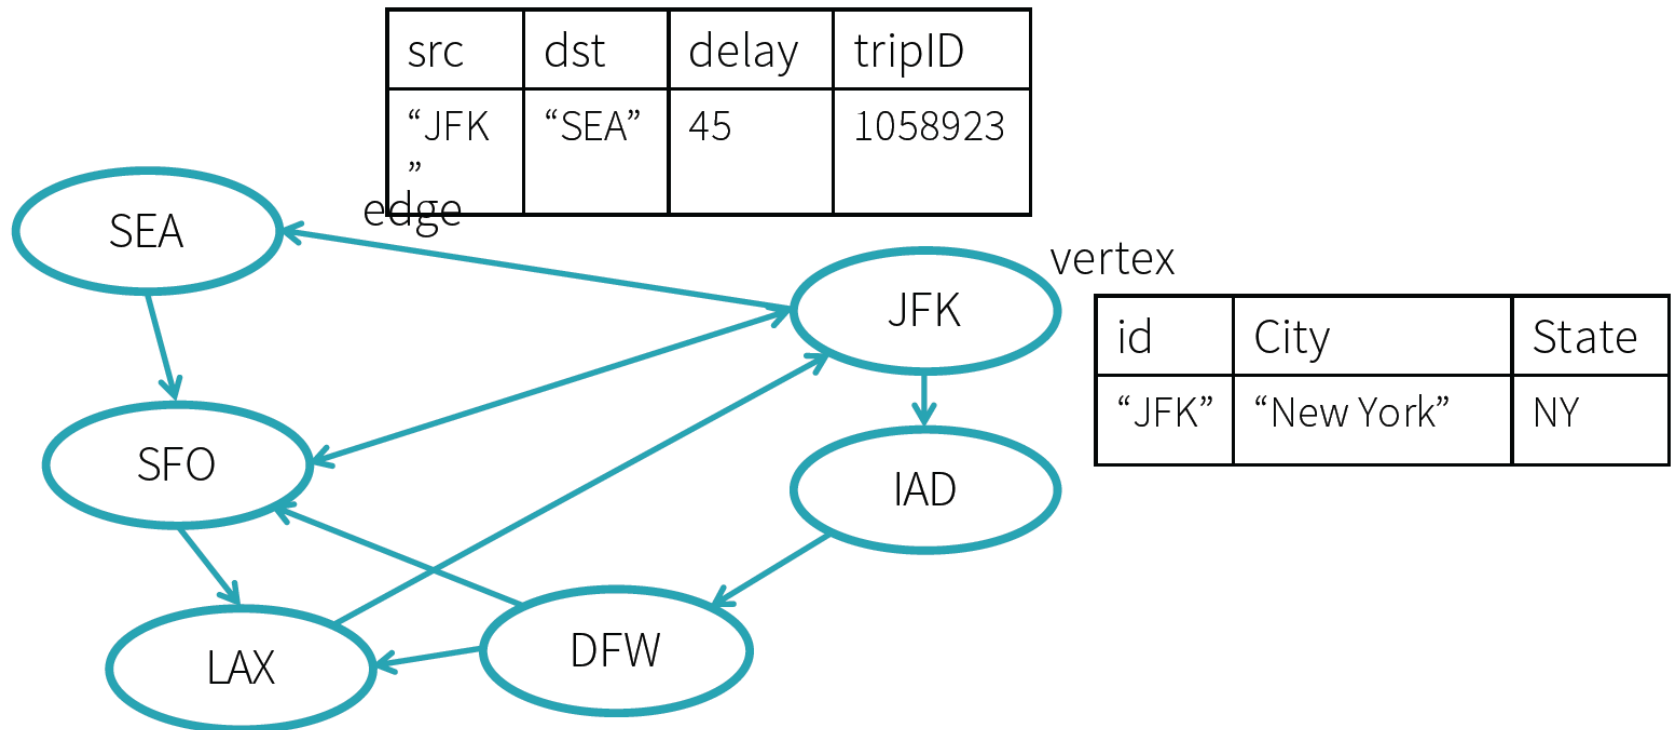 src dst delay tripID
“JFK “SEA” 45 1058923
”
edge
SEA
vertex
JFK
id City State
“JFK” “New York” NY
SFO
IAD
DFW
LAX